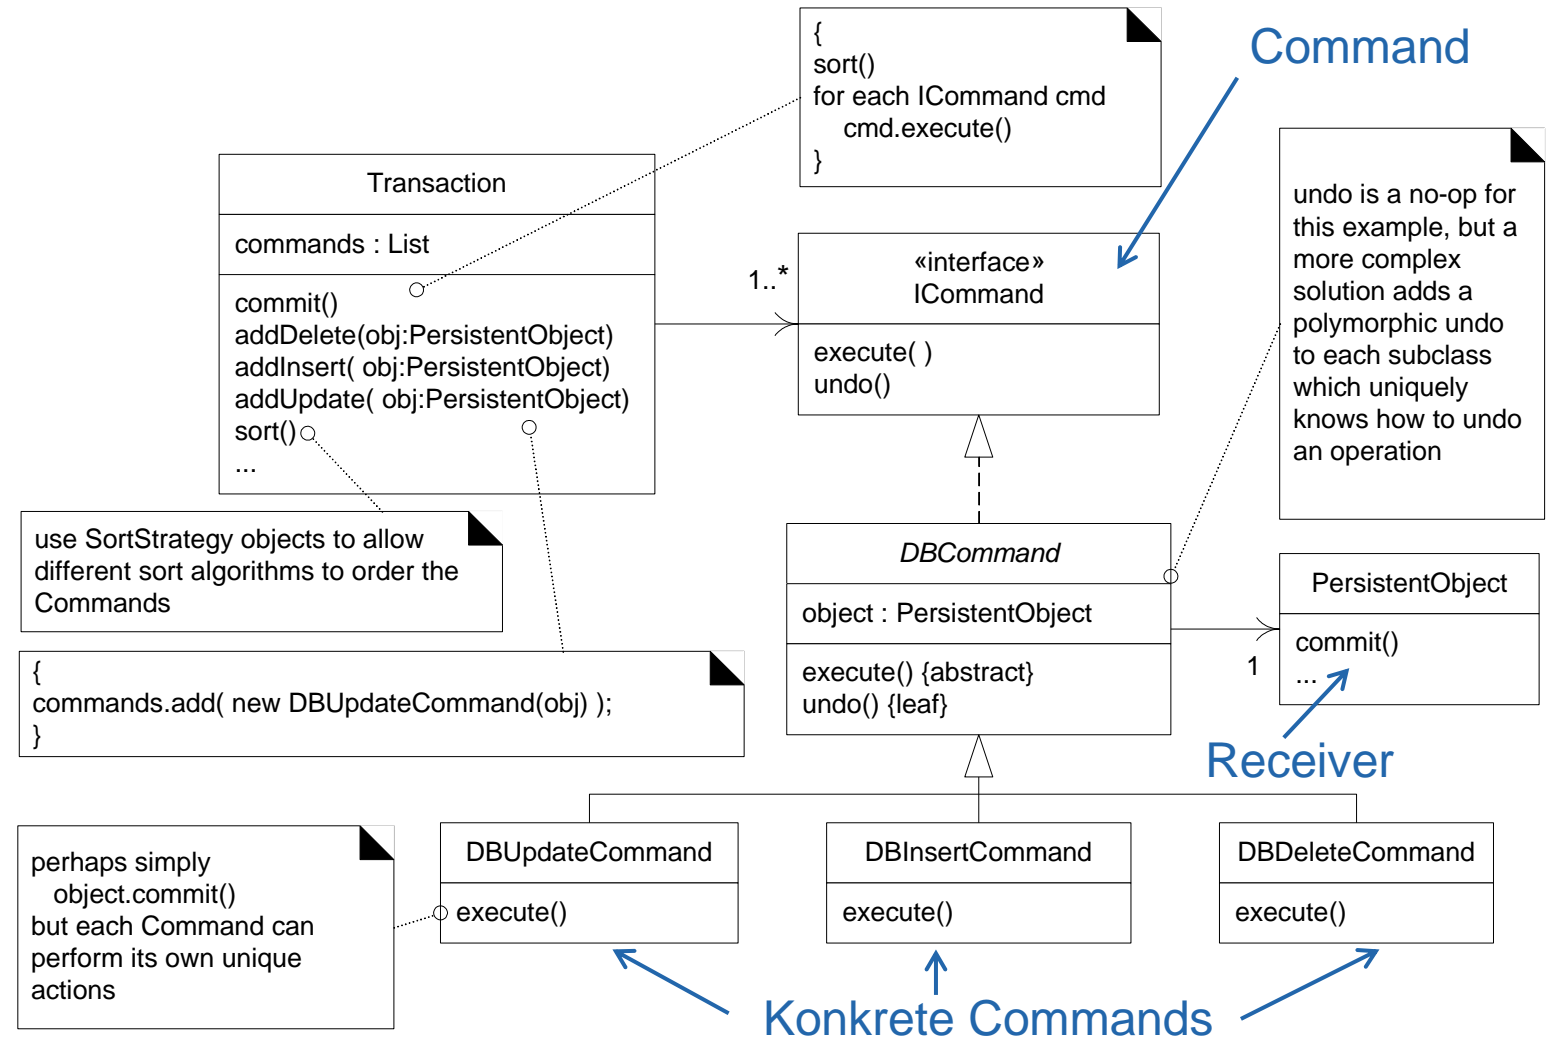 {
sort()
for each ICommand cmd
cmd.execute()
}
Command
Transaction
commands : List
commit()
addDelete(obj:PersistentObject)
addInsert( obj:PersistentObject)
addUpdate( obj:PersistentObject)
sort()
...
1..*
«interface»
ICommand
execute( )
undo()
undo is a no-op for
this example, but a
more complex
solution adds a
polymorphic undo
to each subclass
which uniquely
knows how to undo
an operation
use SortStrategy objects to allow
different sort algorithms to order the
Commands
{
commands.add( new DBUpdateCommand(obj) );
}
DBCommand
object : PersistentObject
execute() {abstract}
undo() {leaf}
1
PersistentObject
commit()
...
Receiver
perhaps simply
object.commit()
but each Command can
perform its own unique
actions
DBUpdateCommand
execute()
DBInsertCommand
execute()
DBDeleteCommand
execute()
Konkrete Commands